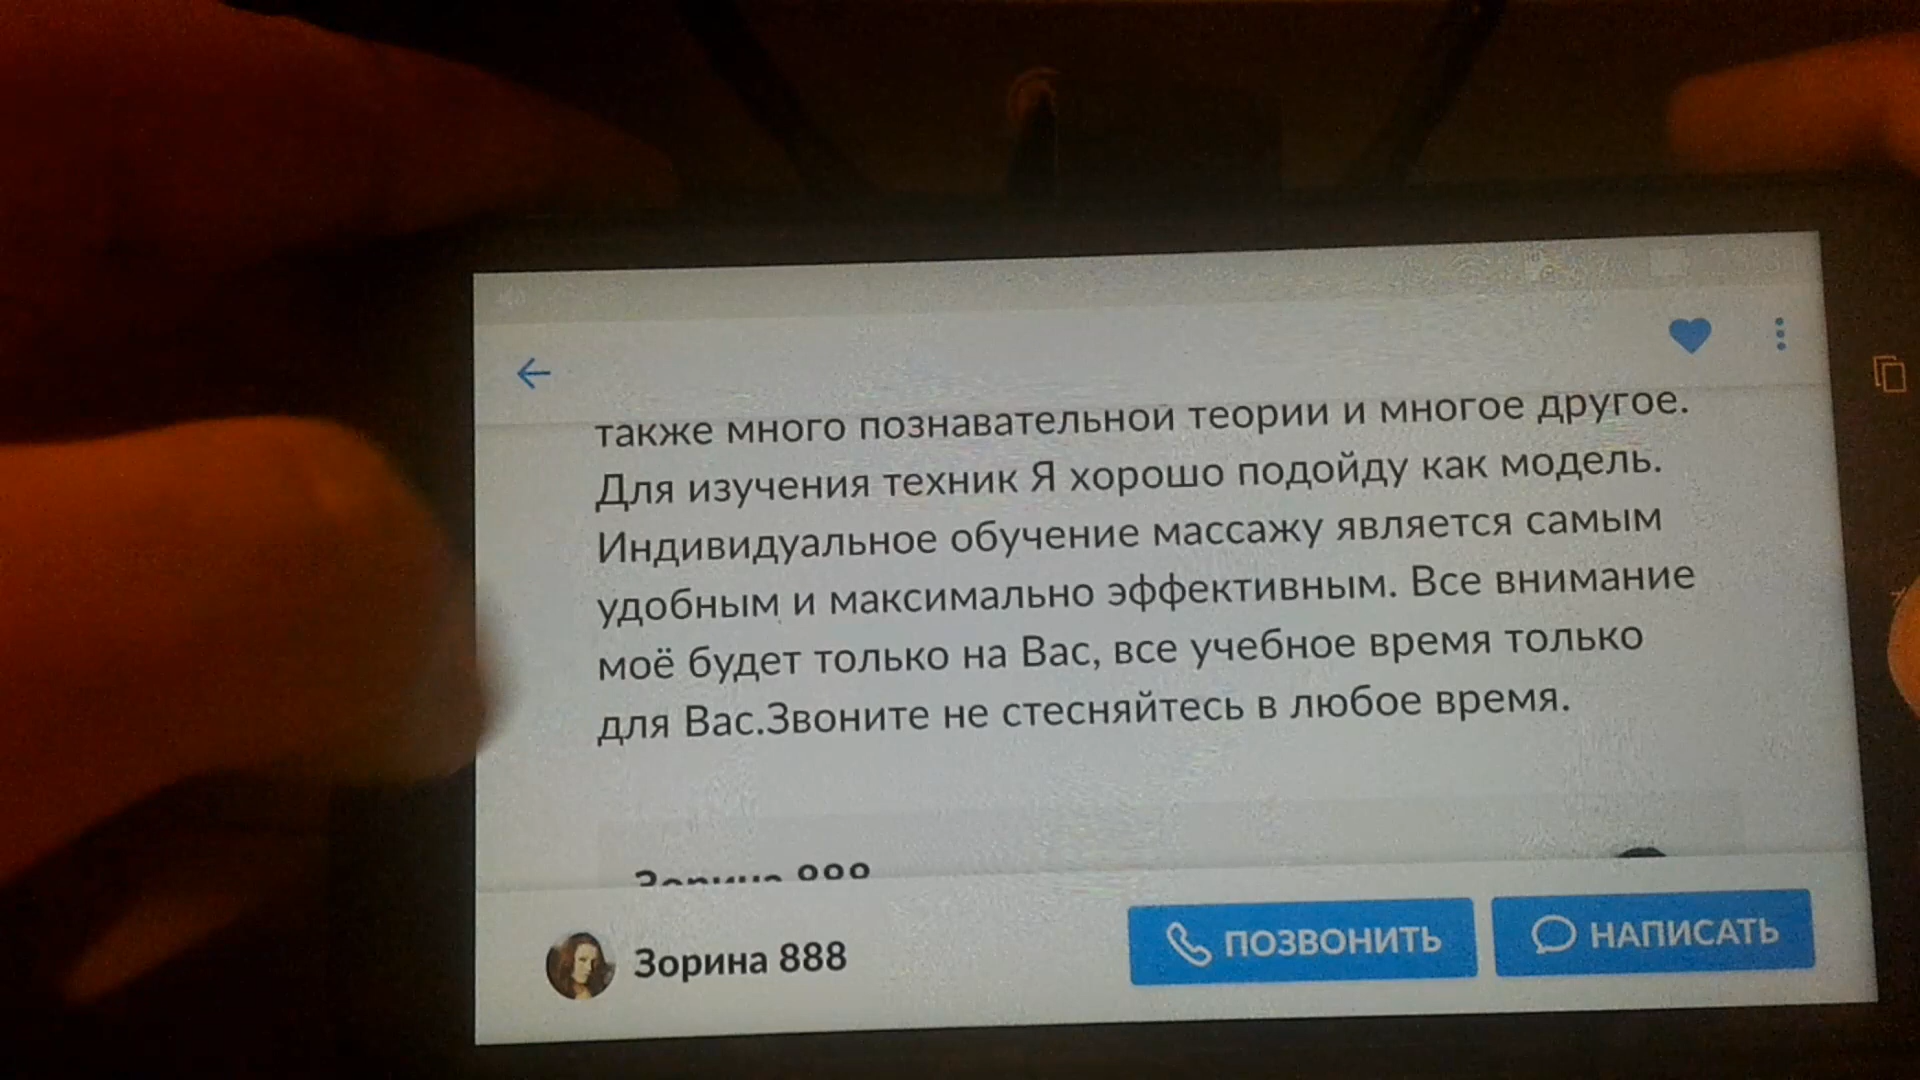 также много познавательной теории и многое другое.
Для изучения техник Я хорошо подойду как модель.
Индивидуальное обучение массажу является самым
удобным и максимально эффективным. Все внимание
моё будет только на Вас, все учебное время только
для Вас.Звоните не стесняйтесь в любое время.
Зорина 888
Зорина 888
ПОЗВОНИТЬ
НАПИСАТЬ